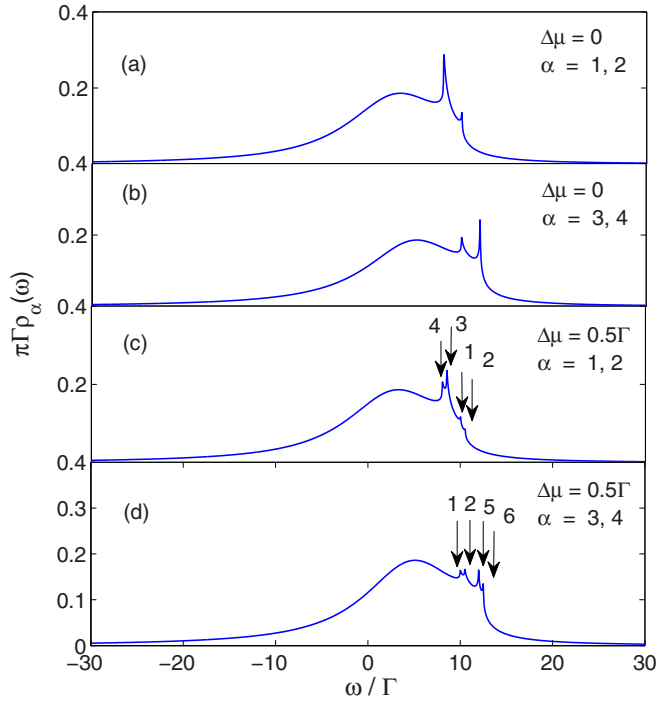 0.4
(a)
Δμ = 0
α = 1, 2
0.2
0.4
(b)
Δμ = 0
α = 3, 4
0.2
0.4
(c)
Δμ = 0.5Γ
α = 1, 2
4 3 1 2
0.2
0.4
(d)
Δμ = 0.5Γ
α = 3, 4
1 2 5 6
0.3
0.2
0.1
0
−30 −20 −10 0 10 20 30
ω / Γ
πΓρα(ω)